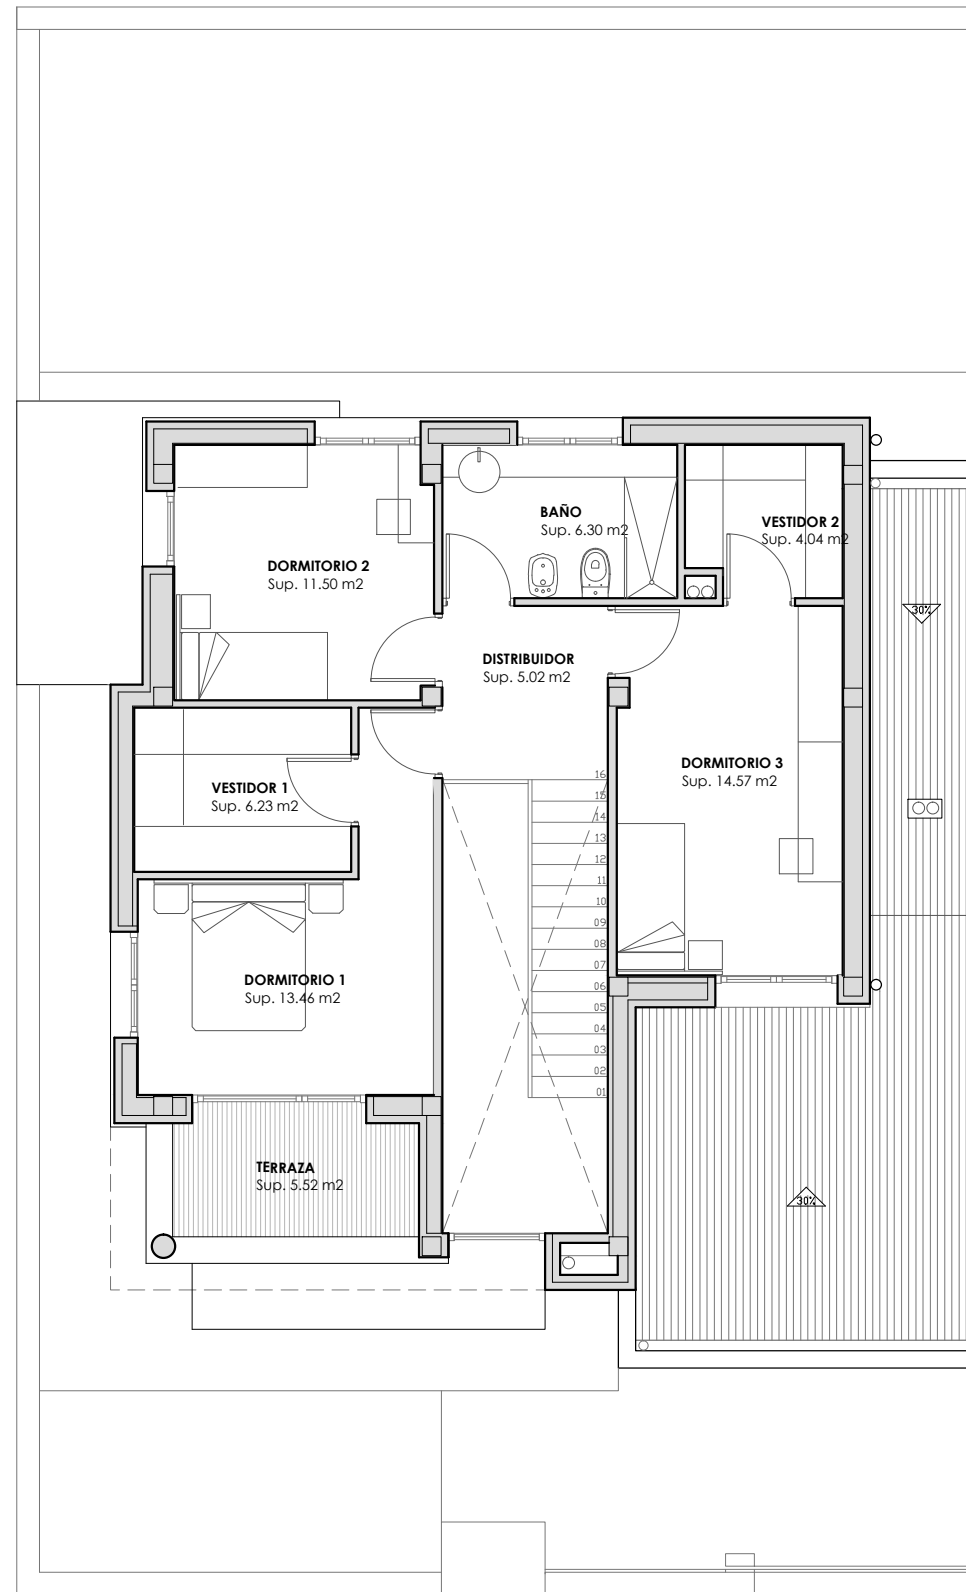 BAÑO
Sup. 6.30 m2
VESTIDOR 2
Sup. 4.04 m2
DORMITORIO 2
Sup. 11.50 m2
30%
DISTRIBUIDOR
Sup. 5.02 m2
DORMITORIO 3
Sup. 14.57 m2
VESTIDOR 1
Sup. 6.23 m2
16
15
14
13
12
11
10
09
08
07
06
05
04
03
02
01
DORMITORIO 1
Sup. 13.46 m2
TERRAZA
Sup. 5.52 m2
30%